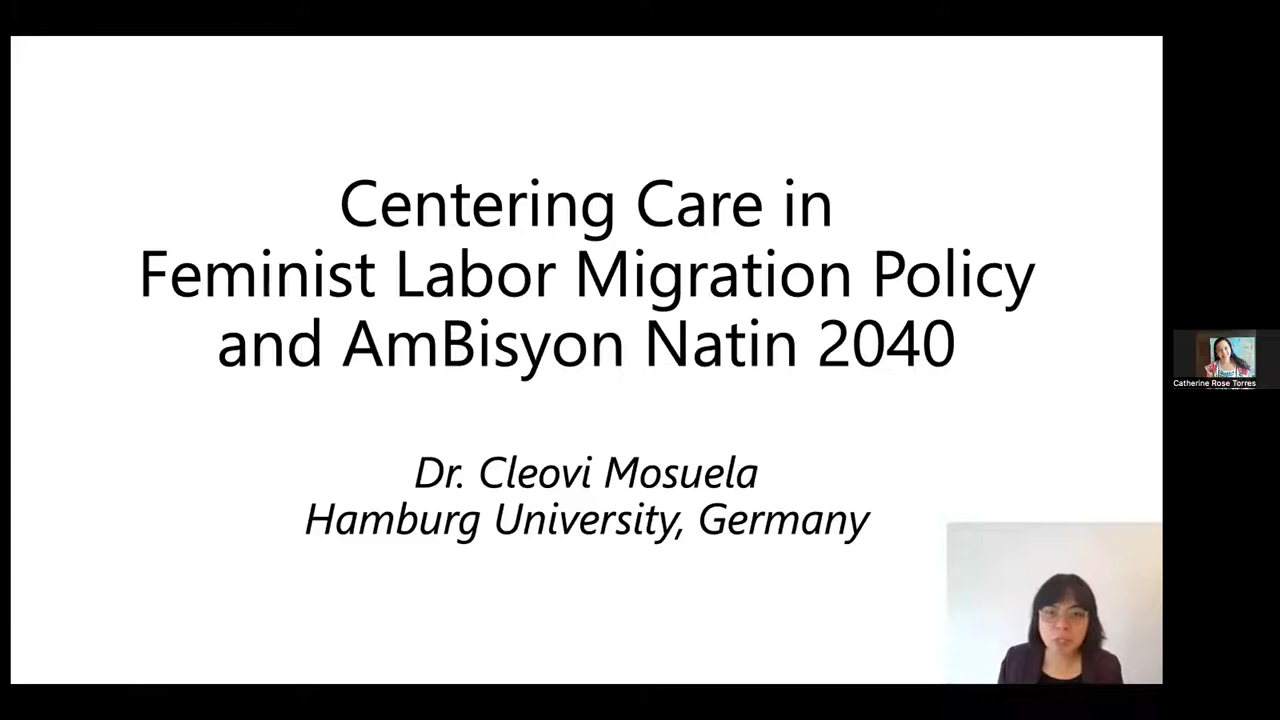 Centering Care in
Feminist Labor Migration Policy
and AmBisyon Natin 2040
Dr. Cleovi Mosuela
Hamburg University, Germany
Catherine Rose Torres